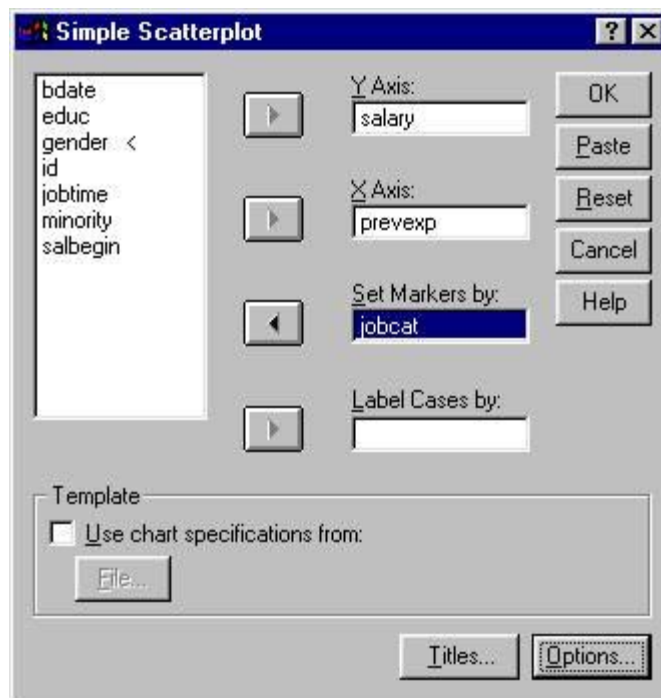 Simple Scatterplot
bdate
educ
gender <
id
jobtime
minority
salbegin
Y Axis:
salary
X Axis:
prevexp
Set Markers by:
jobcat
Label Cases by:
OK
Paste
Reset
Cancel
Help
Template
Use chart specifications from:
File...
Titles...
Options...